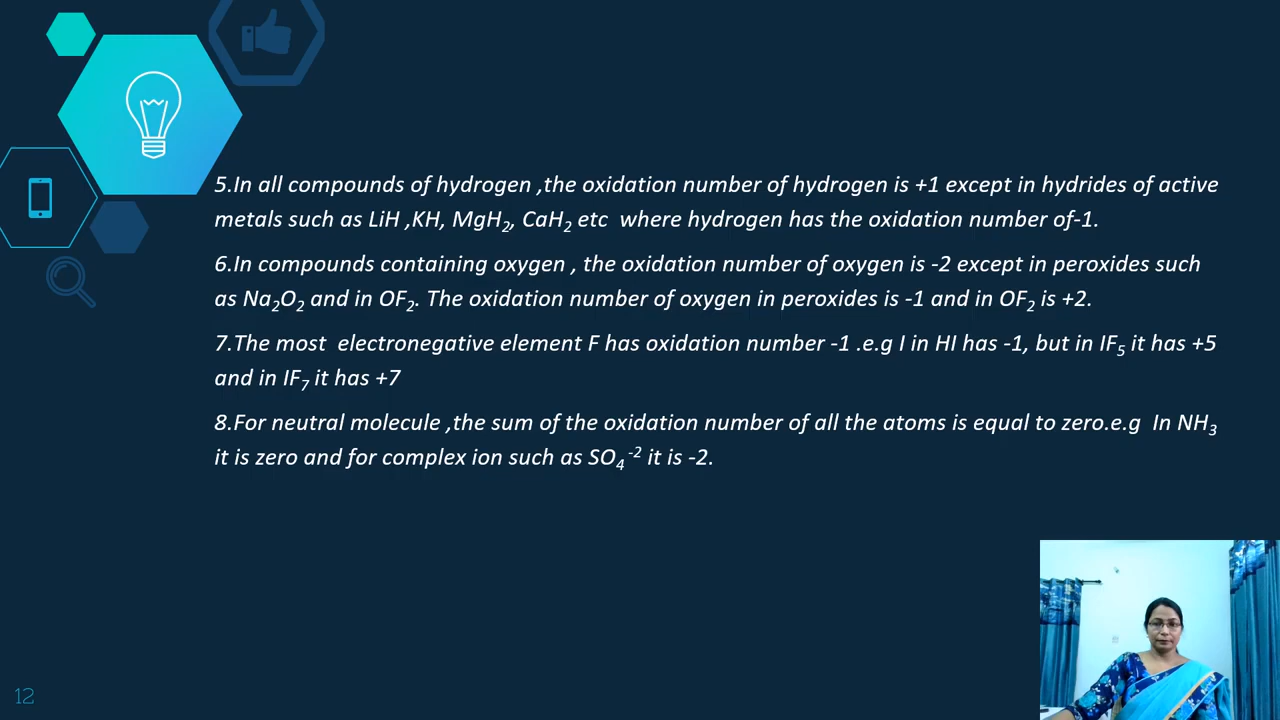 5.In all compounds of hydrogen ,the oxidation number of hydrogen is +1 except in hydrides of active
metals such as LiH ,KH, MgH₂, CaH₂ etc where hydrogen has the oxidation number of-1.
6.In compounds containing oxygen , the oxidation number of oxygen is -2 except in peroxides such
as Na₂O₂ and in OF₂. The oxidation number of oxygen in peroxides is -1 and in OF₂ is +2.
7.The most electronegative element F has oxidation number -1 .e.g I in HI has -1, but in IF₅ it has +5
and in IF₇ it has +7
8.For neutral molecule ,the sum of the oxidation number of all the atoms is equal to zero.e.g In NH₃
it is zero and for complex ion such as SO₄⁻² it is -2.
12